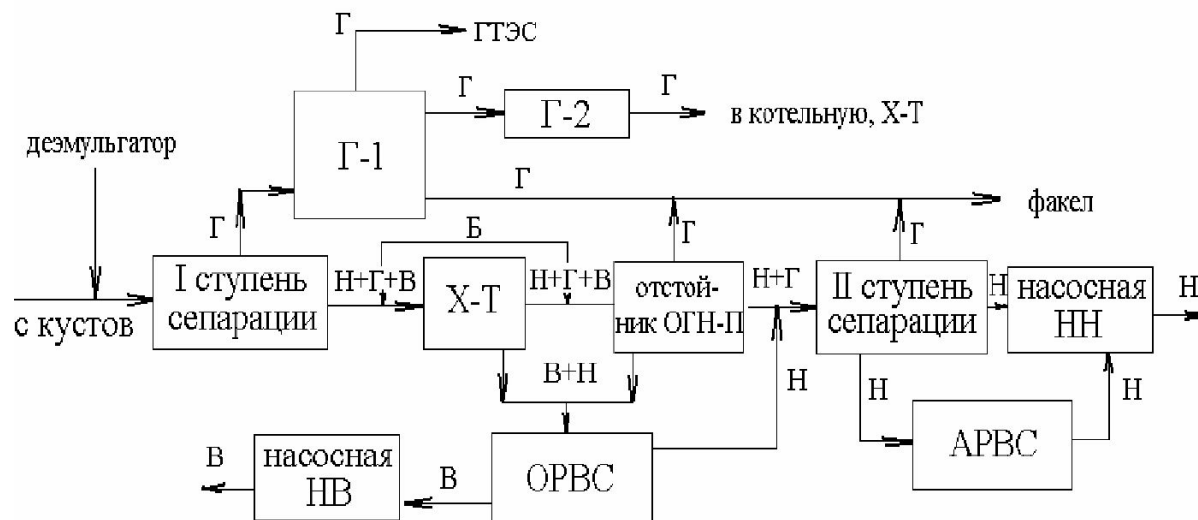 Г
ГТЭС
Г
Г-2
Г
в котельную, Х-Т
деэмульгатор
Г-1
Г
факел
Г
Б
Г
Г
с кустов
I ступень
сепарации
Н+Г+В
Х-Т
Н+Г+В
отстой-
ник ОГН-П
Н+Г
II ступень
сепарации
Н
насосная
НН
Н
В+Н
Н
Н
АРВС
Н
В
насосная
НВ
В
ОРВС